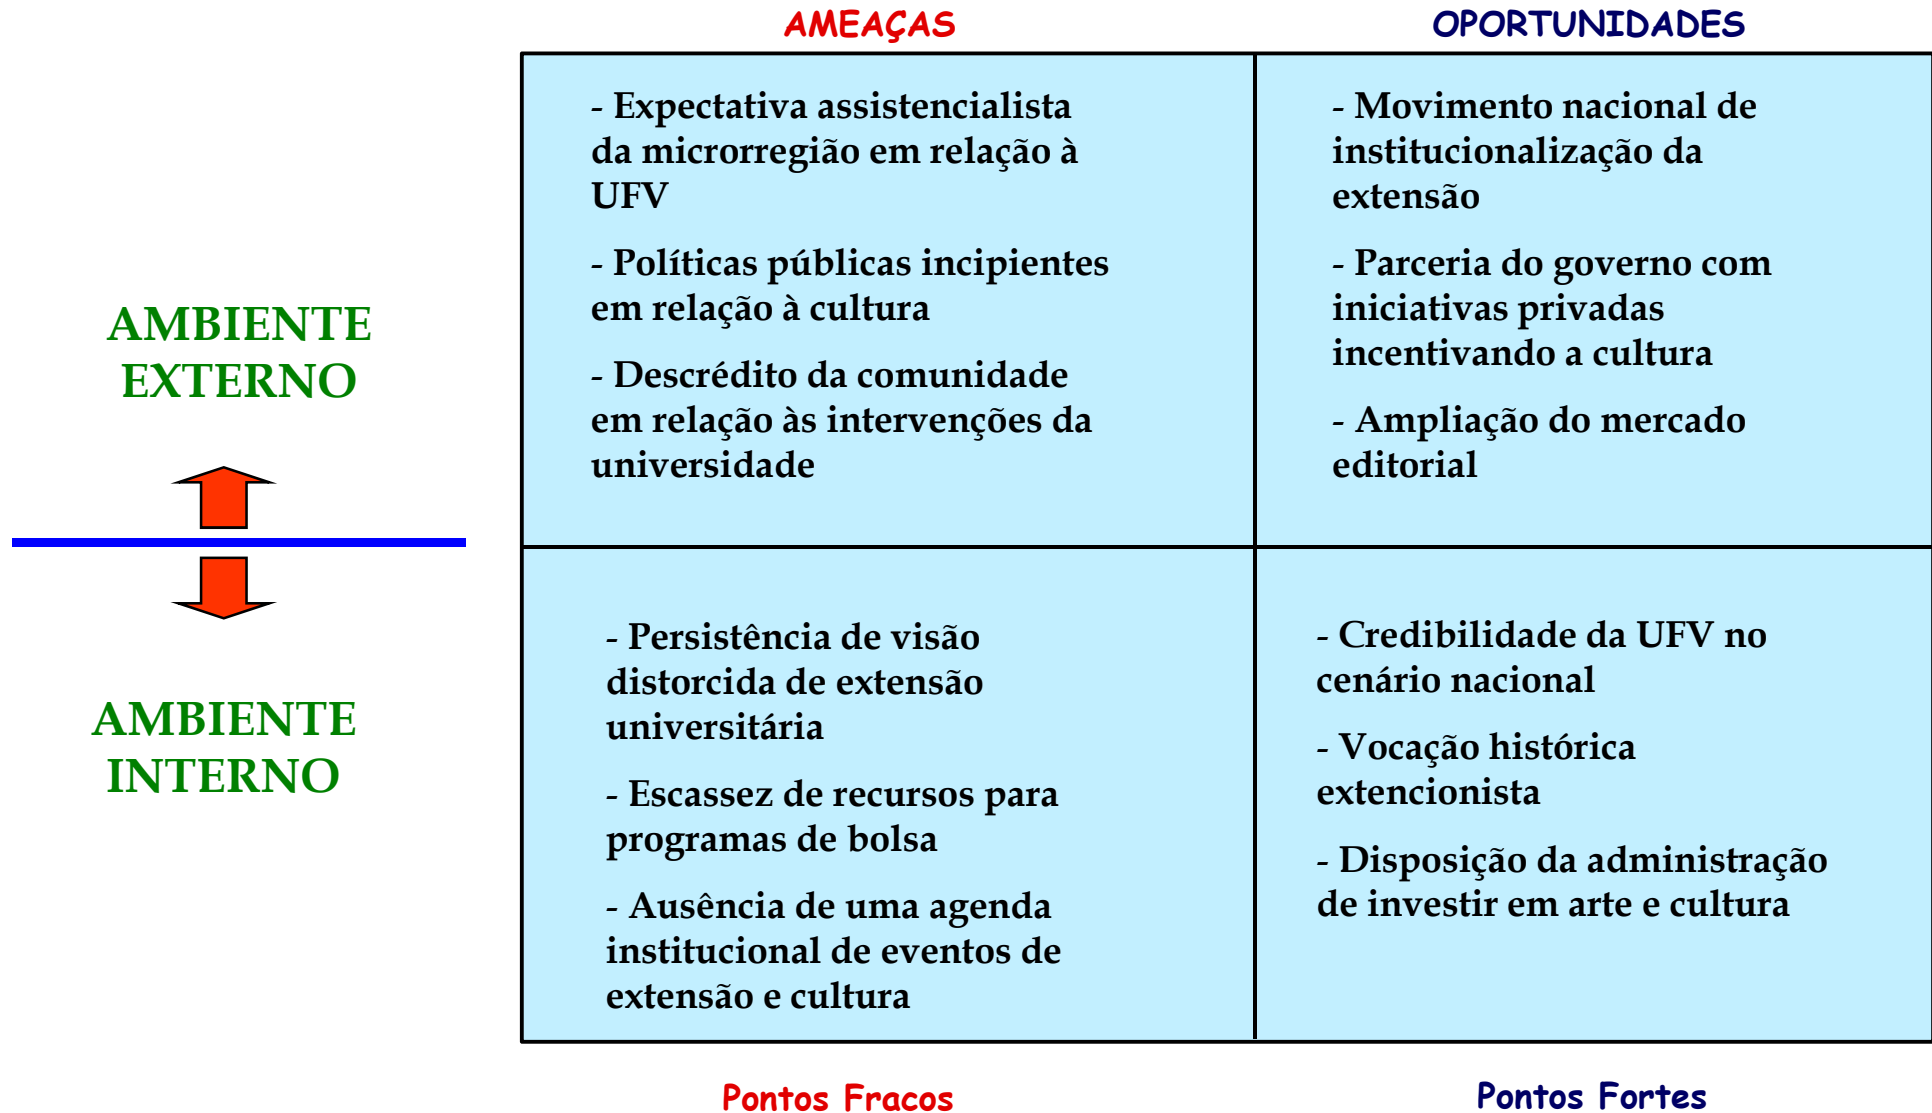 AMEAÇAS
OPORTUNIDADES
- Expectativa assistencialista
da microrregião em relação à
UFV
- Políticas públicas incipientes
em relação à cultura
- Descrédito da comunidade
em relação às intervenções da
universidade
- Movimento nacional de
institucionalização da
extensão
- Parceria do governo com
iniciativas privadas
incentivando a cultura
- Ampliação do mercado
editorial
AMBIENTE
EXTERNO
AMBIENTE
INTERNO
- Persistência de visão
distorcida de extensão
universitária
- Escassez de recursos para
programas de bolsa
- Ausência de uma agenda
institucional de eventos de
extensão e cultura
- Credibilidade da UFV no
cenário nacional
- Vocação histórica
extencionista
- Disposição da administração
de investir em arte e cultura
Pontos Fracos
Pontos Fortes